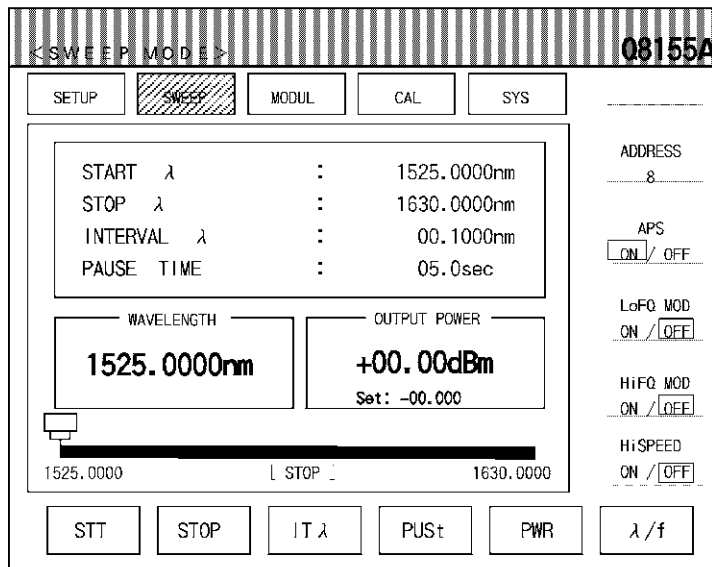 <SWEEP MODE> Q8155A
SETUP SWEEP MODUL CAL SYS
ADDRESS
8
START λ : 1525.0000nm
STOP λ : 1630.0000nm
INTERVAL λ : 00.1000nm
PAUSE TIME : 05.0sec
APS
ON / OFF
LoFQ MOD
ON / OFF
WAVELENGTH
1525.0000nm
OUTPUT POWER
+00.00dBm
Set: -00.000
HiFQ MOD
ON / OFF
HiSPEED
ON / OFF
1525.0000 [ STOP ] 1630.0000
STT STOP ITλ PUSt PWR λ/f